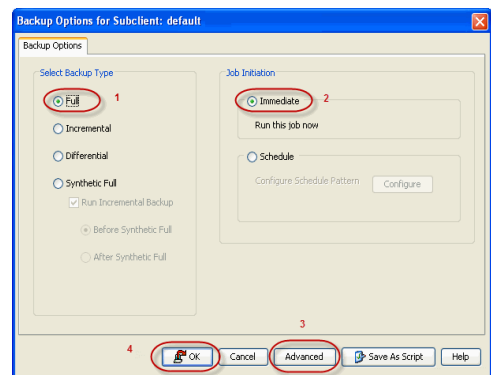 Backup Options for Subclient: default
Backup Options
Select Backup Type
Job Initiation
Full
1
Immediate
2
Run this job now
Incremental
Differential
Schedule
Configure Schedule Pattern
Configure
Synthetic Full
Run Incremental Backup
Before Synthetic Full
After Synthetic Full
3
4
OK
Cancel
Advanced
Save As Script
Help